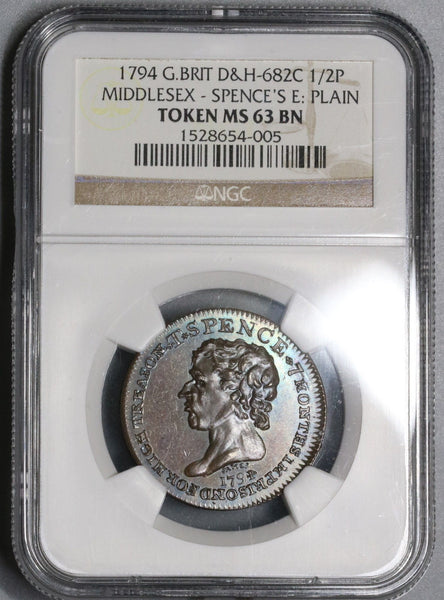 1794 G.BRIT D&H-682C 1/2P
MIDDLESEX - SPENCE'S E: PLAIN
TOKEN MS 63 BN
1528654-005
NGC
T·SPENCE·7 MONTHS IMPRISOND FOR HIGH TREASON·
1794